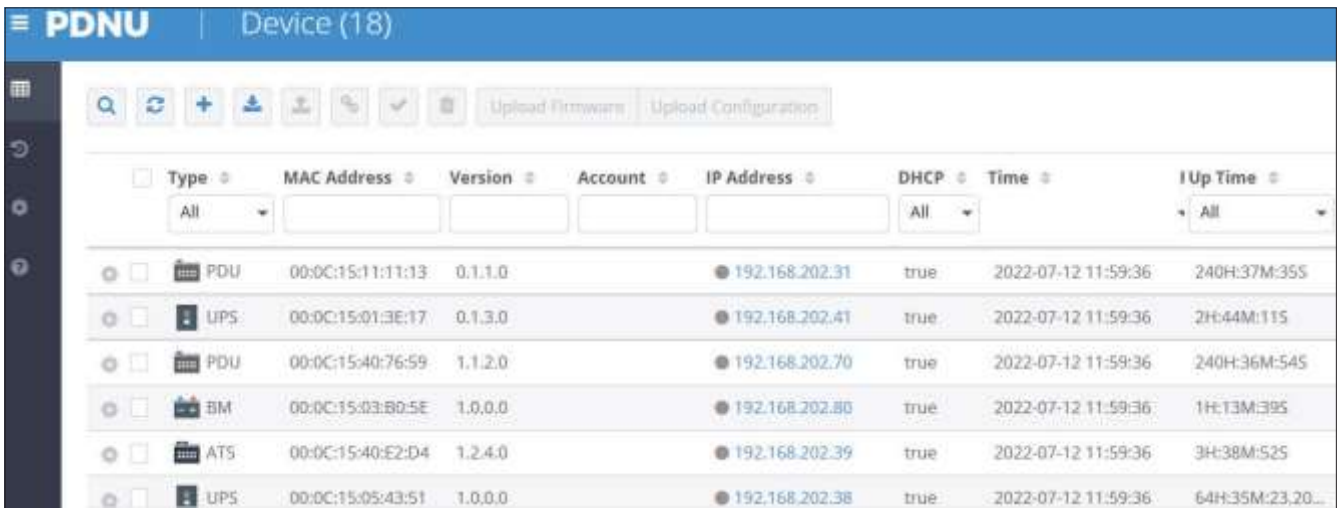 PDNU Device (18)
Upload Firmware Upload Configuration
Type MAC Address Version Account IP Address DHCP Time Up Time
All All All
PDU 00:0C:15:11:11:13 0.1.1.0 192.168.202.31 true 2022-07-12 11:59:36 240H:37M:35S
UPS 00:0C:15:01:3E:17 0.1.3.0 192.168.202.41 true 2022-07-12 11:59:36 2H:44M:11S
PDU 00:0C:15:40:76:59 1.1.2.0 192.168.202.70 true 2022-07-12 11:59:36 240H:36M:54S
BM 00:0C:15:03:B0:5E 1.0.0.0 192.168.202.80 true 2022-07-12 11:59:36 1H:13M:39S
ATS 00:0C:15:40:E2:D4 1.2.4.0 192.168.202.39 true 2022-07-12 11:59:36 3H:38M:52S
UPS 00:0C:15:05:43:51 1.0.0.0 192.168.202.38 true 2022-07-12 11:59:36 64H:35M:23.20...